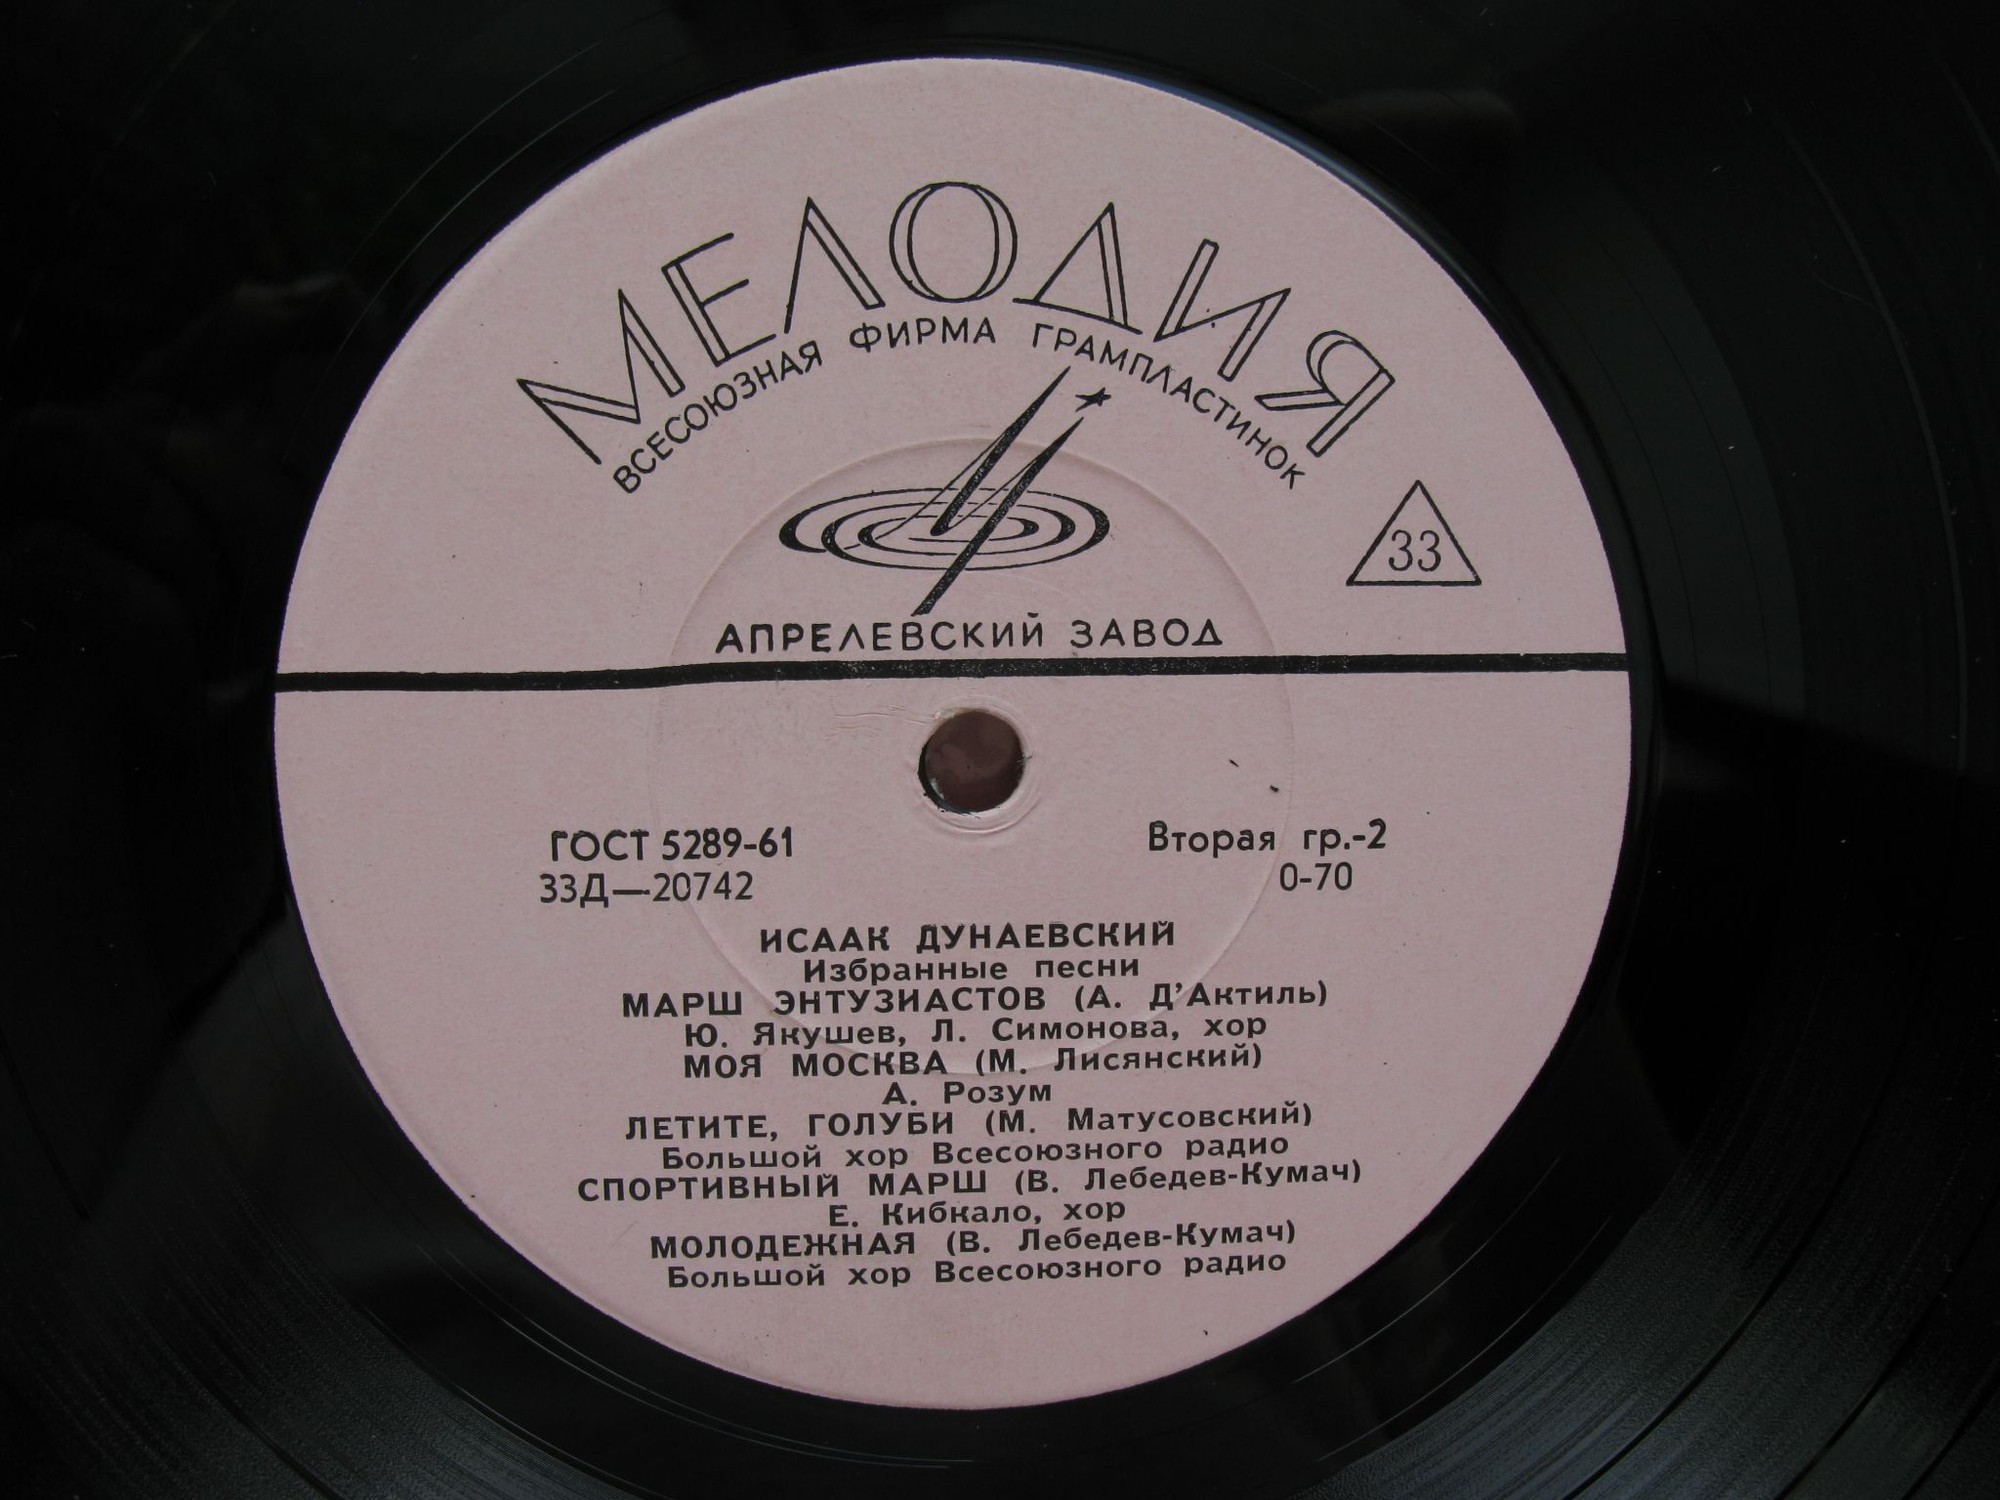 МЕЛОДИЯ
ВСЕСОЮЗНАЯ ФИРМА ГРАМПЛАСТИНОК
33
АПРЕЛЕВСКИЙ ЗАВОД
ГОСТ 5289-61
Вторая гр.-2
33Д—20742
0-70
ИСААК ДУНАЕВСКИЙ
Избранные песни
МАРШ ЭНТУЗИАСТОВ (А. Д'Актиль)
Ю. Якушев, Л. Симонова, хор
МОЯ МОСКВА (М. Лисянский)
А. Розум
ЛЕТИТЕ, ГОЛУБИ (М. Матусовский)
Большой хор Всесоюзного радио
СПОРТИВНЫЙ МАРШ (В. Лебедев-Кумач)
Е. Кибкало, хор
МОЛОДЕЖНАЯ (В. Лебедев-Кумач)
Большой хор Всесоюзного радио